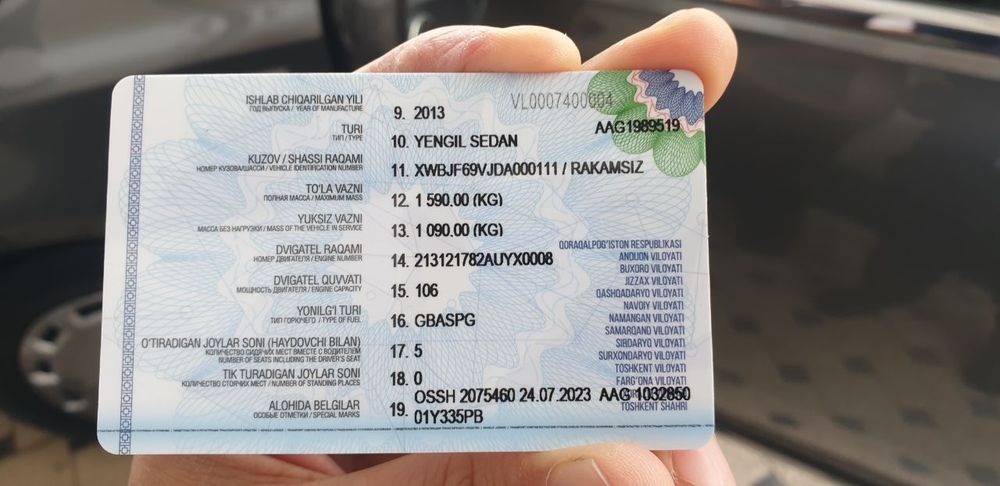 VL0007400004
AAG1989519
ISHLAB CHIQARILGAN YILI
ГОД ВЫПУСКА / YEAR OF MANUFACTURE
9. 2013
TURI
ТИП / TYPE
10. YENGIL SEDAN
KUZOV / SHASSI RAQAMI
НОМЕР КУЗОВА/ШАССИ / VEHICLE IDENTIFICATION NUMBER
11. XWBJF69VJDA000111 / RAKAMSIZ
TO'LA VAZNI
ПОЛНАЯ МАССА / MAXIMUM MASS
12. 1 590.00 (KG)
YUKSIZ VAZNI
МАССА БЕЗ НАГРУЗКИ / MASS OF THE VEHICLE IN SERVICE
13. 1 090.00 (KG)
DVIGATEL RAQAMI
НОМЕР ДВИГАТЕЛЯ / ENGINE NUMBER
14. 213121782AUYX0008
DVIGATEL QUVVATI
МОЩНОСТЬ ДВИГАТЕЛЯ / ENGINE CAPACITY
15. 106
YONILG'I TURI
ТИП ГОРЮЧЕГО / TYPE OF FUEL
16. GBASPG
O'TIRADIGAN JOYLAR SONI (HAYDOVCHI BILAN)
КОЛИЧЕСТВО СИДЯЧИХ МЕСТ ВМЕСТЕ С ВОДИТЕЛЕМ
NUMBER OF SEATS INCLUDING THE DRIVER'S SEAT
17. 5
TIK TURADIGAN JOYLAR SONI
КОЛИЧЕСТВО СТОЯЧИХ МЕСТ / NUMBER OF STANDING PLACES
18. 0
ALOHIDA BELGILAR
ОСОБЫЕ ОТМЕТКИ / SPECIAL MARKS
19. OSSH 2075460 24.07.2023 AAG 1032850
01Y335PB
QORAQALPOG'ISTON RESPUBLIKASI
ANDIJON VILOYATI
BUXORO VILOYATI
JIZZAX VILOYATI
QASHQADARYO VILOYATI
NAVOIY VILOYATI
NAMANGAN VILOYATI
SAMARQAND VILOYATI
SIRDARYO VILOYATI
SURXONDARYO VILOYATI
TOSHKENT VILOYATI
FARG'ONA VILOYATI
TOSHKENT SHAHRI